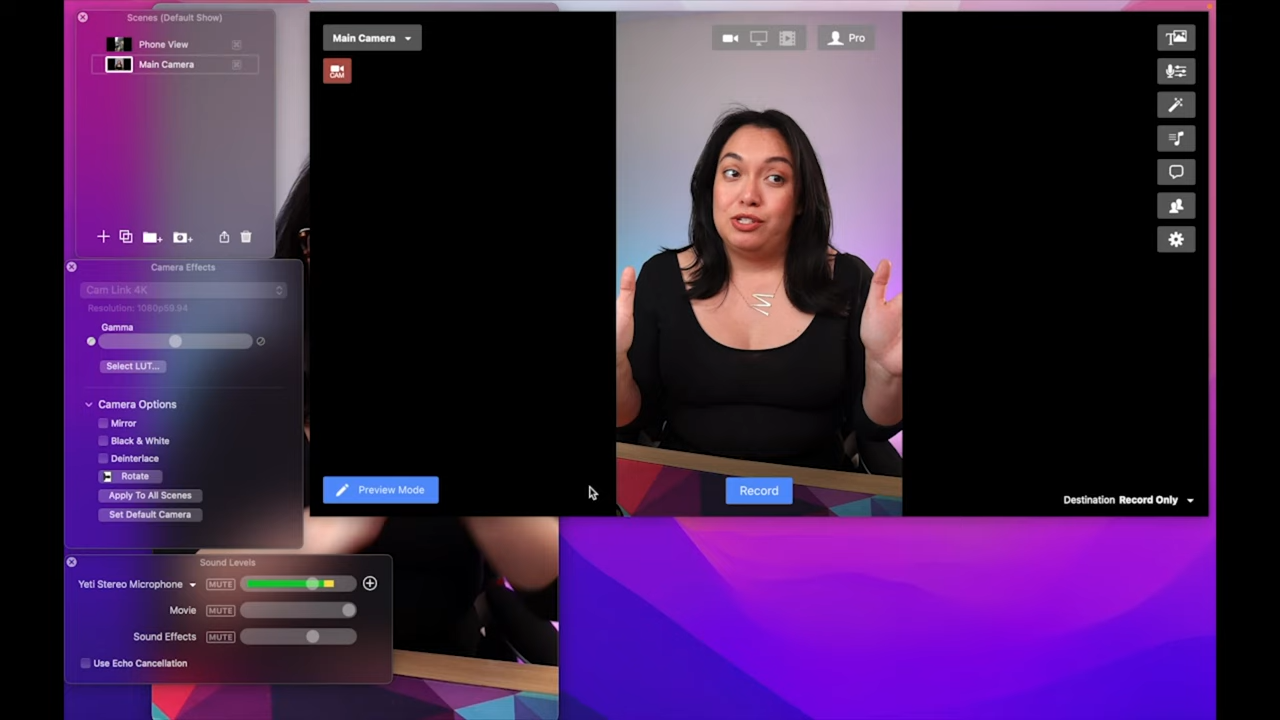 Scenes (Default Show)
Phone View
Main Camera
Main Camera
CAM
Pro
Camera Effects
Cam Link 4K
Resolution: 1080p59.94
Gamma
Select LUT...
Camera Options
Mirror
Black & White
Deinterlace
Rotate
Apply To All Scenes
Set Default Camera
Preview Mode
Record
Destination Record Only
Sound Levels
Yeti Stereo Microphone
MUTE
Movie
MUTE
Sound Effects
MUTE
Use Echo Cancellation